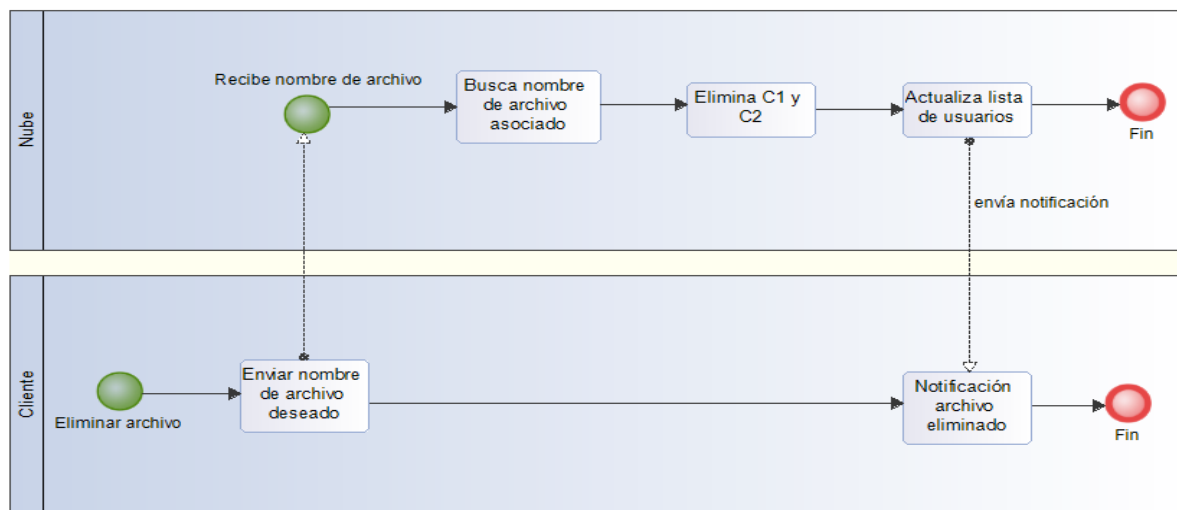 Nube
Recibe nombre de archivo
Busca nombre
de archivo
asociado
Elimina C1 y
C2
Actualiza lista
de usuarios
Fin
envía notificación
Cliente
Eliminar archivo
Enviar nombre
de archivo
deseado
Notificación
archivo
eliminado
Fin